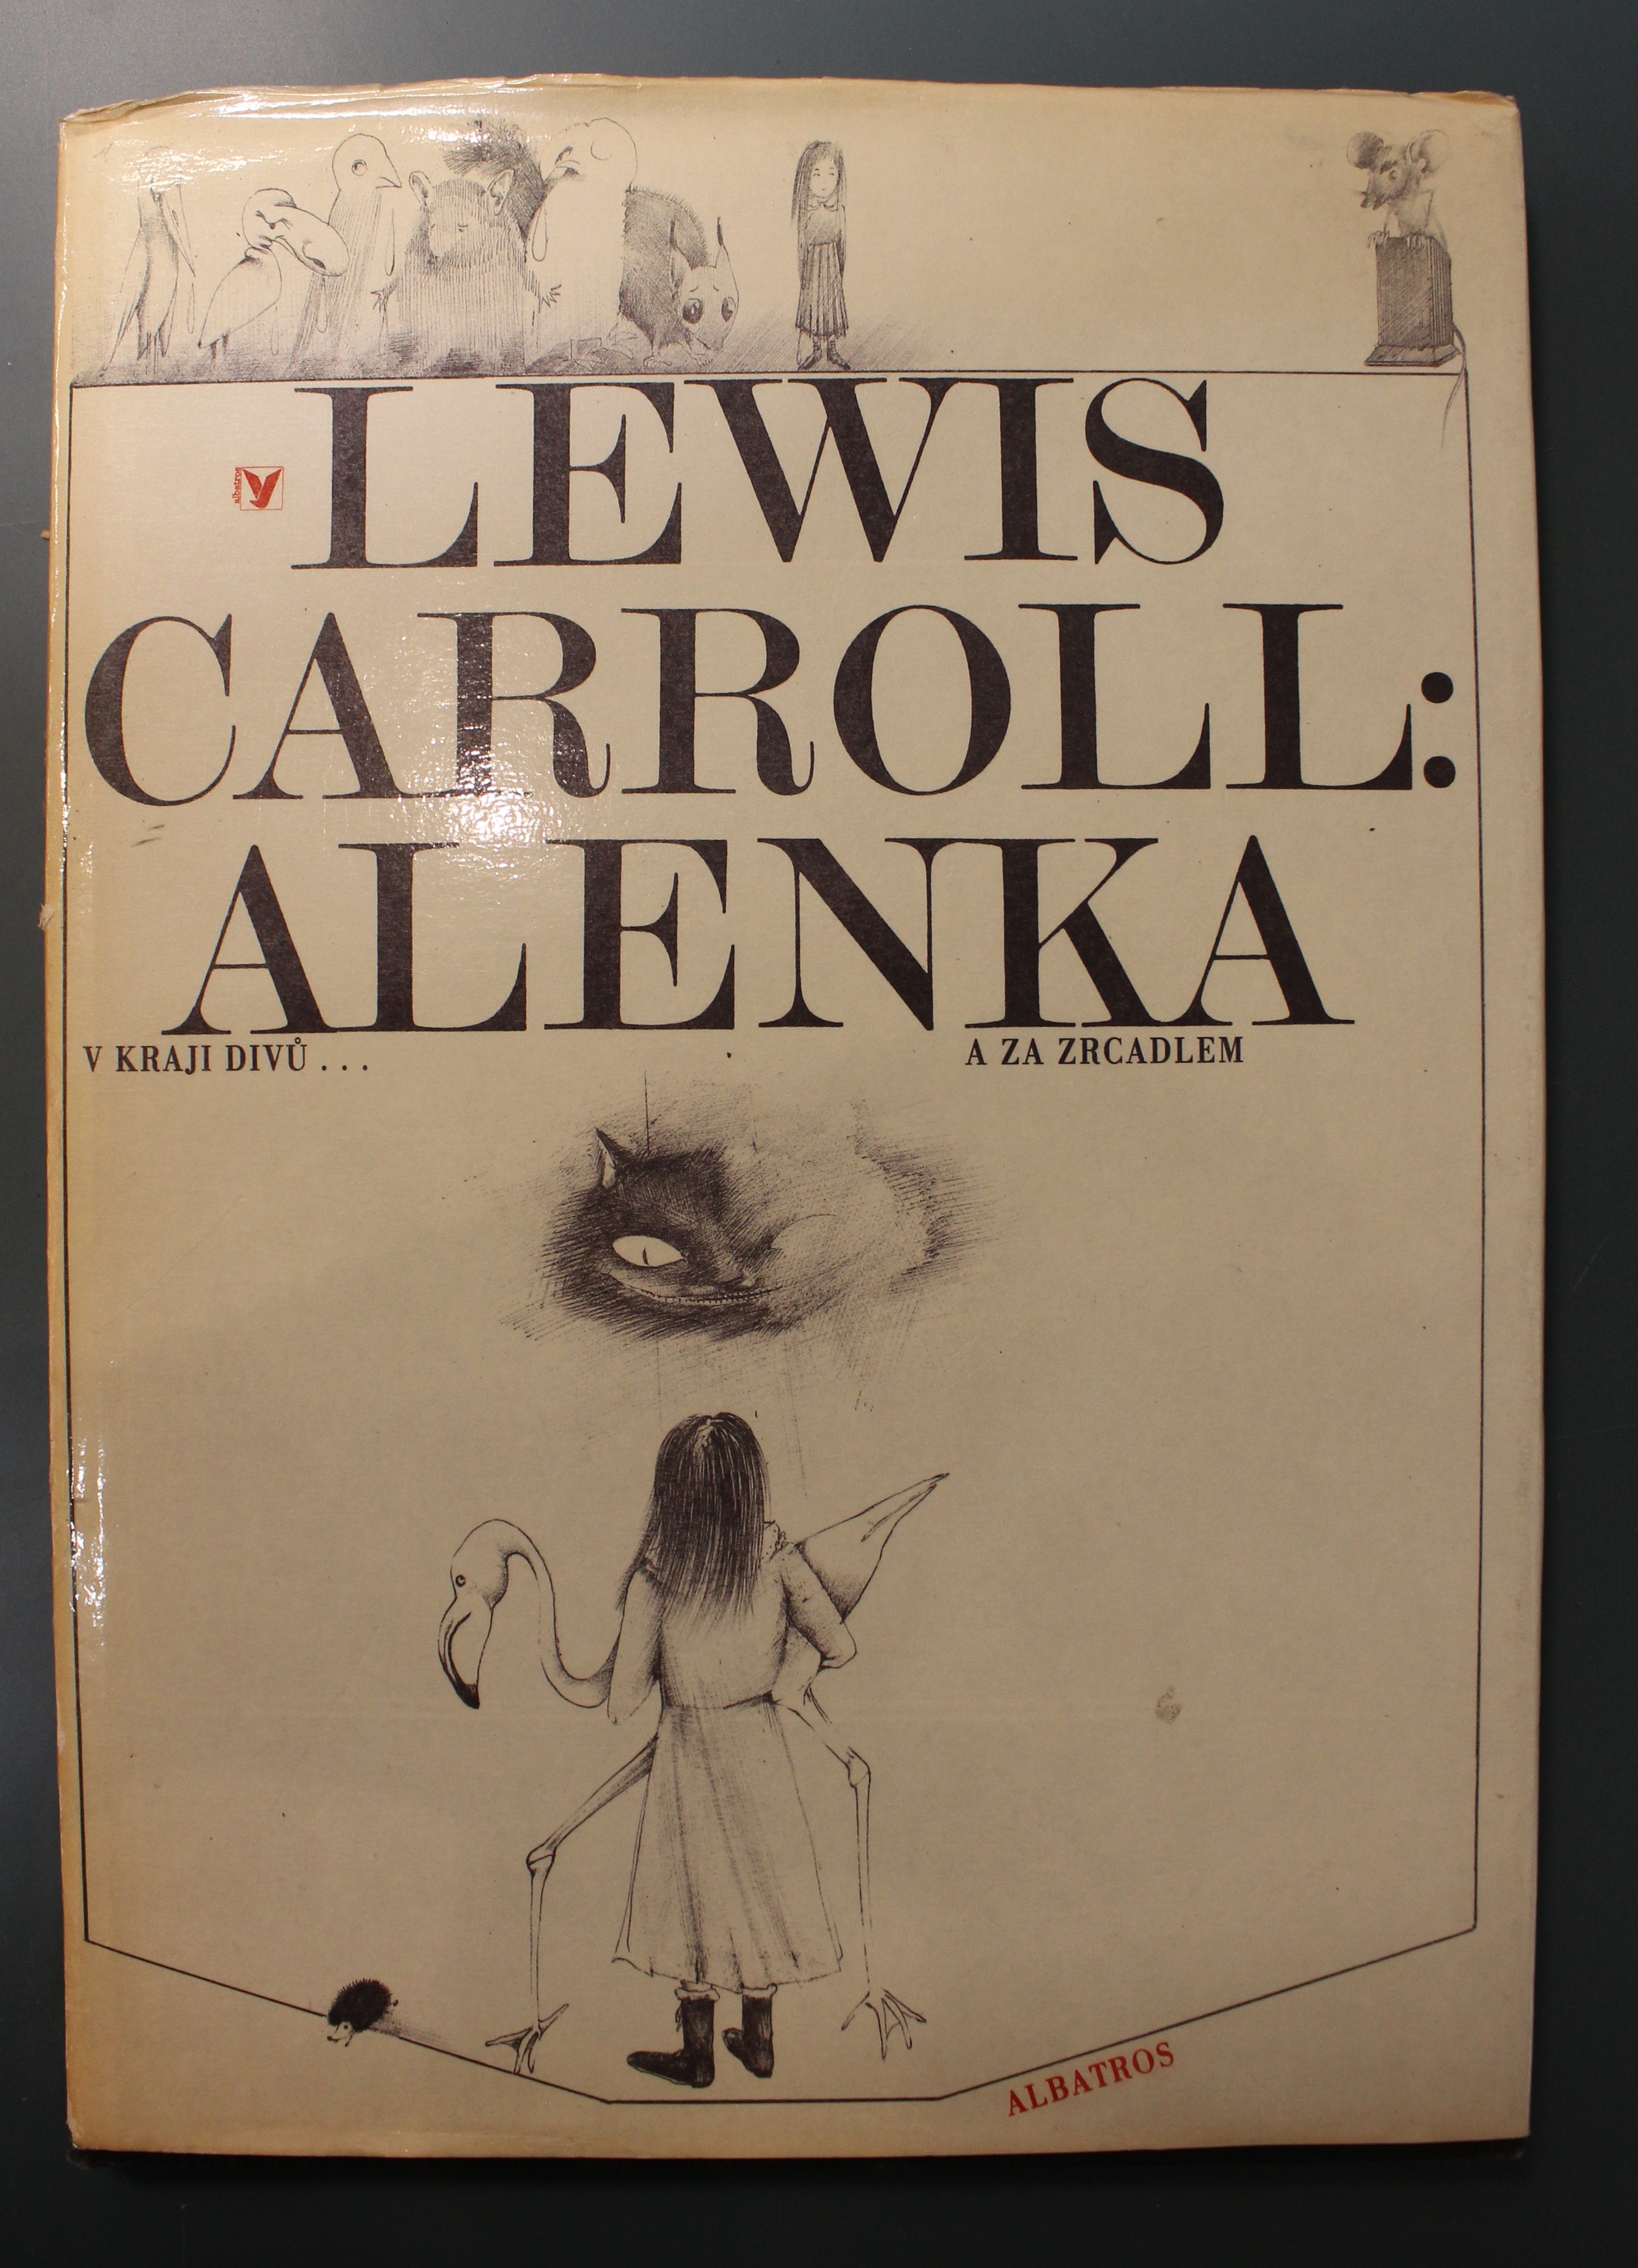 LEWIS
albatros
CARROLL:
ALENKA
V KRAJI DIVŮ... A ZA ZRCADLEM
ALBATROS